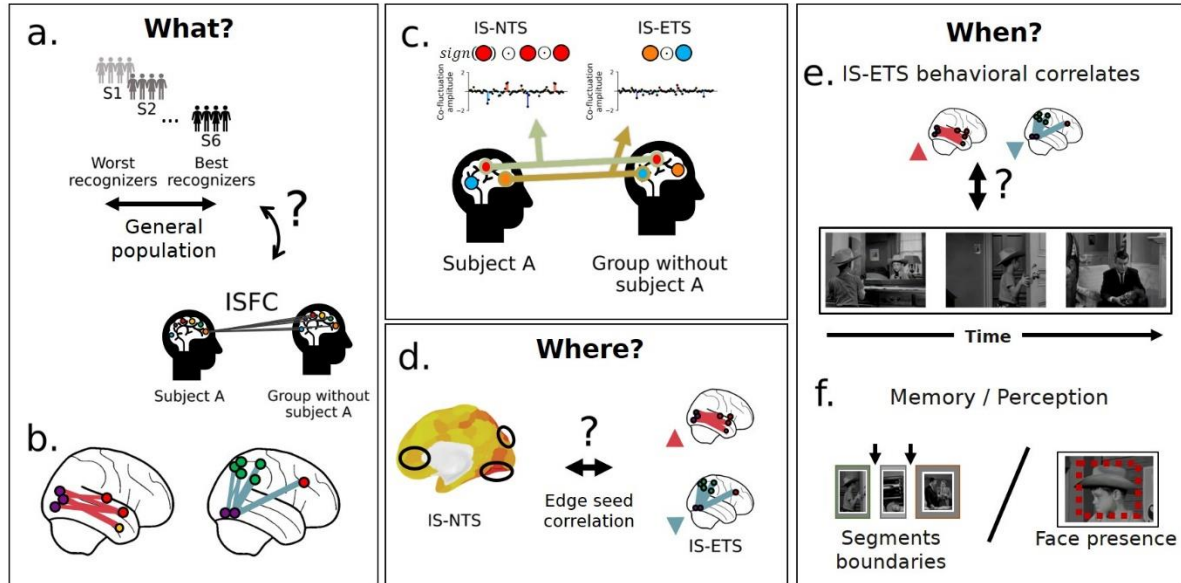 a.
What?
S1
S2
...
S6
Worst
recognizers
Best
recognizers
General
population
?
ISFC
Subject A
Group without
subject A
b.
c.
IS-NTS
IS-ETS
sign( )
Co-fluctuation
amplitude
2
0
−2
Co-fluctuation
amplitude
2
0
−2
Subject A
Group without
subject A
d.
Where?
?
IS-NTS
Edge seed
correlation
IS-ETS
When?
e.
IS-ETS behavioral correlates
?
Time
f.
Memory / Perception
Segments
boundaries
Face presence